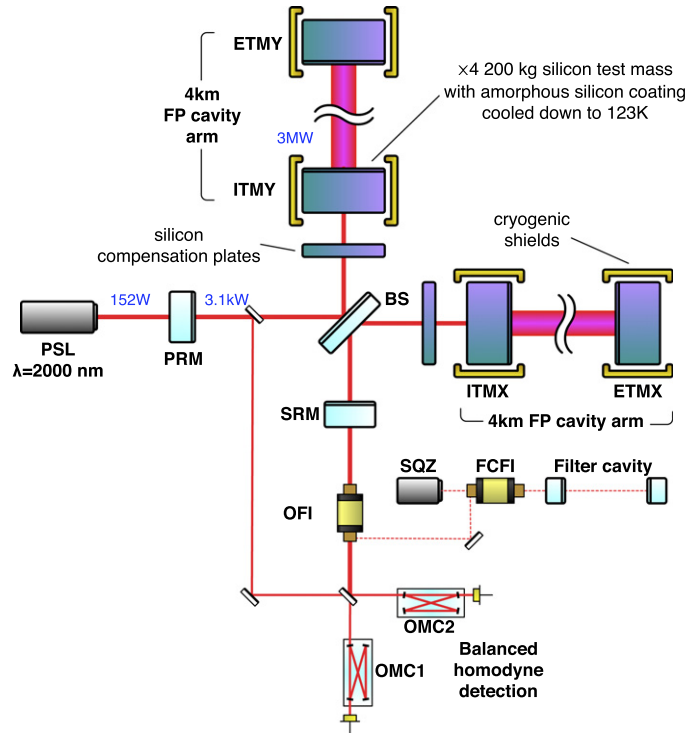 ETMY
4km
FP cavity
arm
×4 200 kg silicon test mass
with amorphous silicon coating
cooled down to 123K
3MW
ITMY
silicon
compensation plates
cryogenic
shields
152W
3.1kW
BS
PSL
λ=2000 nm
PRM
ITMX
ETMX
4km FP cavity arm
SRM
SQZ
FCFI
Filter cavity
OFI
OMC2
OMC1
Balanced
homodyne
detection